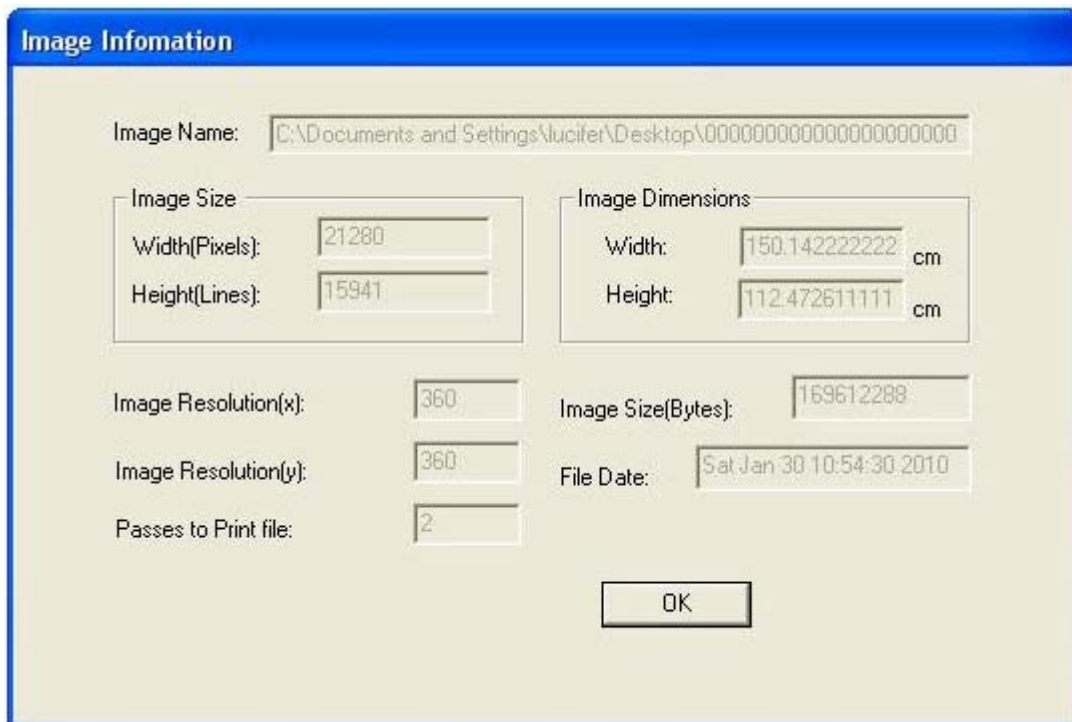 Image Infomation
Image Name: C:\Documents and Settings\lucifer\Desktop\000000000000000000000
Image Size
Width(Pixels): 21280
Height(Lines): 15941
Image Dimensions
Width: 150.142222222 cm
Height: 112.472611111 cm
Image Resolution(x): 360
Image Resolution(y): 360
Passes to Print file: 2
Image Size(Bytes): 169612288
File Date: Sat Jan 30 10:54:30 2010
OK